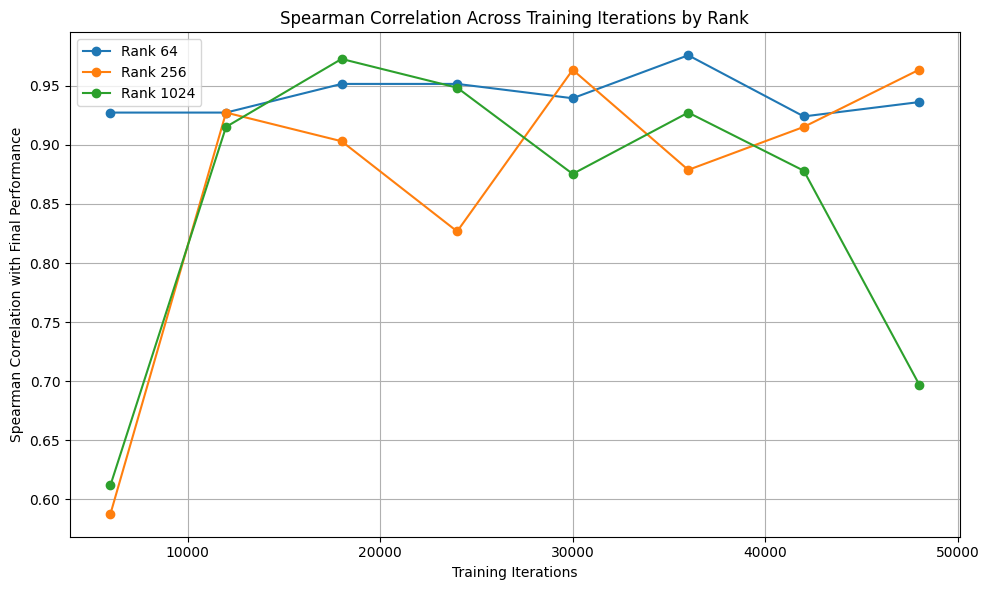 Spearman Correlation Across Training Iterations by Rank
Rank 64
Rank 256
Rank 1024
Spearman Correlation with Final Performance
0.95
0.90
0.85
0.80
0.75
0.70
0.65
0.60
10000
20000
30000
40000
50000
Training Iterations